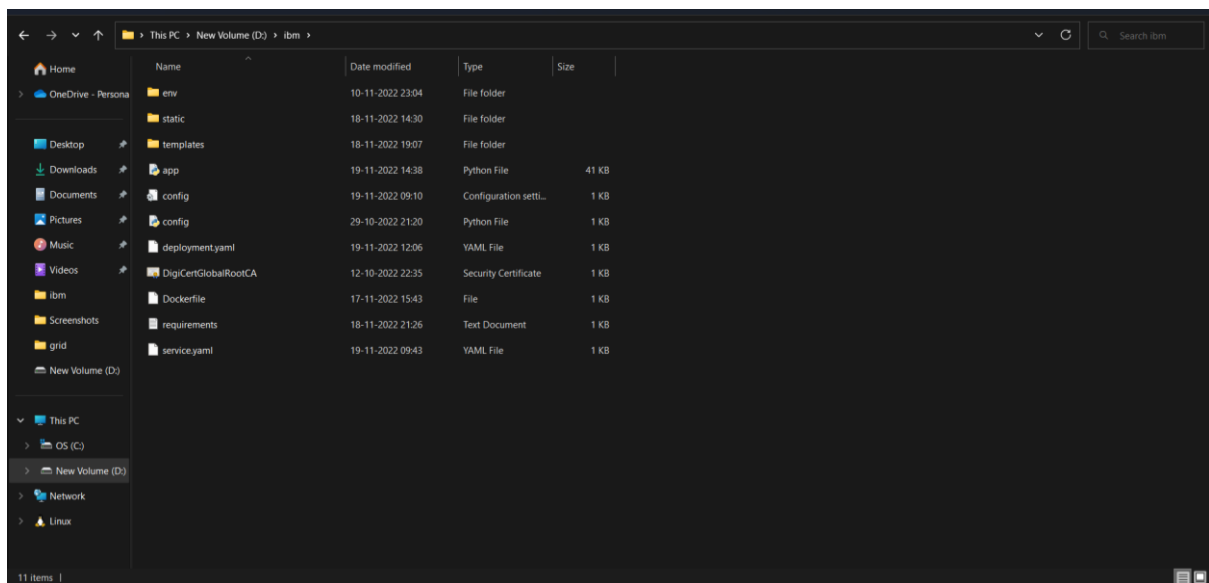 This PC › New Volume (D:) › ibm ›
Search ibm
Name Date modified Type Size
Home
OneDrive - Persona
Desktop
Downloads
Documents
Pictures
Music
Videos
ibm
Screenshots
grid
New Volume (D:)
This PC
OS (C:)
New Volume (D:)
Network
Linux
env 10-11-2022 23:04 File folder
static 18-11-2022 14:30 File folder
templates 18-11-2022 19:07 File folder
app 19-11-2022 14:38 Python File 41 KB
config 19-11-2022 09:10 Configuration setti... 1 KB
config 29-10-2022 21:20 Python File 1 KB
deployment.yaml 19-11-2022 12:06 YAML File 1 KB
DigiCertGlobalRootCA 12-10-2022 22:35 Security Certificate 1 KB
Dockerfile 17-11-2022 15:43 File 1 KB
requirements 18-11-2022 21:26 Text Document 1 KB
service.yaml 19-11-2022 09:43 YAML File 1 KB
11 items